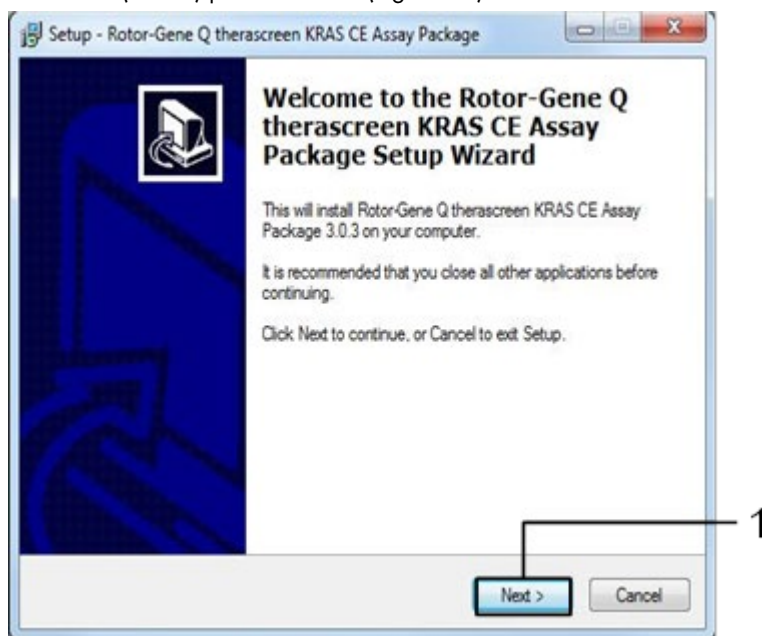 Setup - Rotor-Gene Q therascreen KRAS CE Assay Package
Welcome to the Rotor-Gene Q
therascreen KRAS CE Assay
Package Setup Wizard
This will install Rotor-Gene Q therascreen KRAS CE Assay
Package 3.0.3 on your computer.
It is recommended that you close all other applications before
continuing.
Click Next to continue, or Cancel to exit Setup.
1
Next >
Cancel